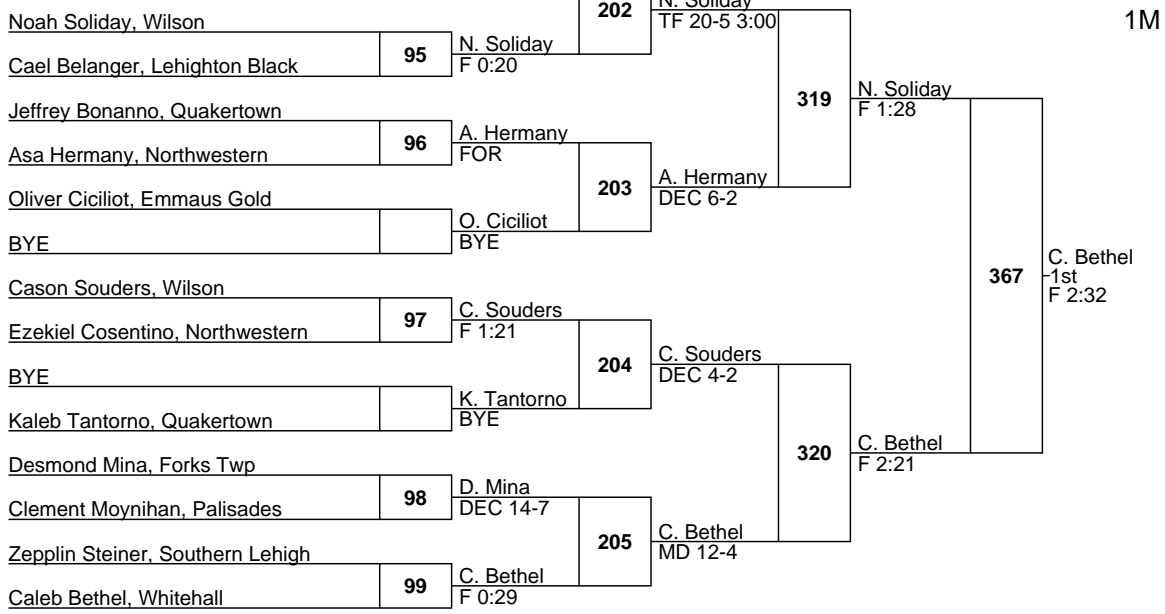 N. Soliday
202
TF 20-5 3:00
1M
Noah Soliday, Wilson
95
N. Soliday
F 0:20
Cael Belanger, Lehighton Black
319
N. Soliday
F 1:28
Jeffrey Bonanno, Quakertown
96
A. Hermany
FOR
Asa Hermany, Northwestern
203
A. Hermany
DEC 6-2
Oliver Ciciliot, Emmaus Gold
O. Ciciliot
BYE
BYE
367
C. Bethel
1st
F 2:32
Cason Souders, Wilson
97
C. Souders
F 1:21
Ezekiel Cosentino, Northwestern
204
C. Souders
DEC 4-2
BYE
K. Tantorno
BYE
Kaleb Tantorno, Quakertown
320
C. Bethel
F 2:21
Desmond Mina, Forks Twp
98
D. Mina
DEC 14-7
Clement Moynihan, Palisades
205
C. Bethel
MD 12-4
Zepplin Steiner, Southern Lehigh
99
C. Bethel
F 0:29
Caleb Bethel, Whitehall